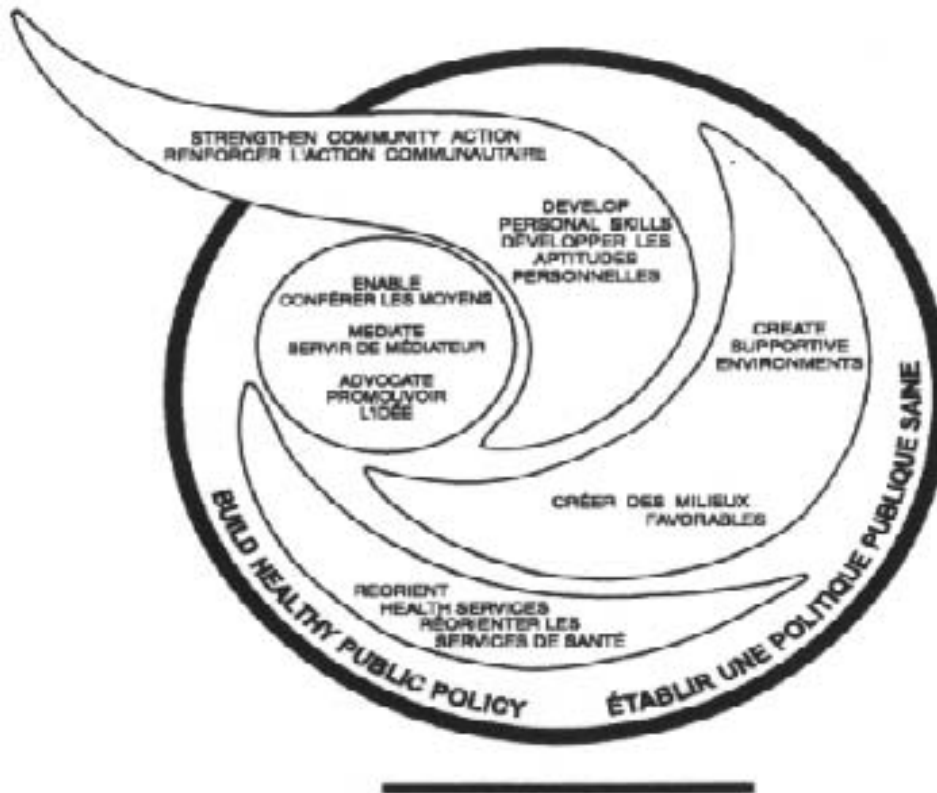 STRENGTHEN COMMUNITY ACTION
RENFORCER L'ACTION COMMUNAUTAIRE
DEVELOP
PERSONAL SKILLS
DÉVELOPPER LES
APTITUDES
PERSONNELLES
ENABLE
CONFÉRER LES MOYENS
MEDIATE
SERVIR DE MÉDIATEUR
ADVOCATE
PROMOUVOIR
L'IDÉE
CREATE
SUPPORTIVE
ENVIRONMENTS
CRÉER DES MILIEUX
FAVORABLES
REORIENT
HEALTH SERVICES
RÉORIENTER LES
SERVICES DE SANTÉ
BUILD HEALTHY PUBLIC POLICY
ÉTABLIR UNE POLITIQUE PUBLIQUE SAINE